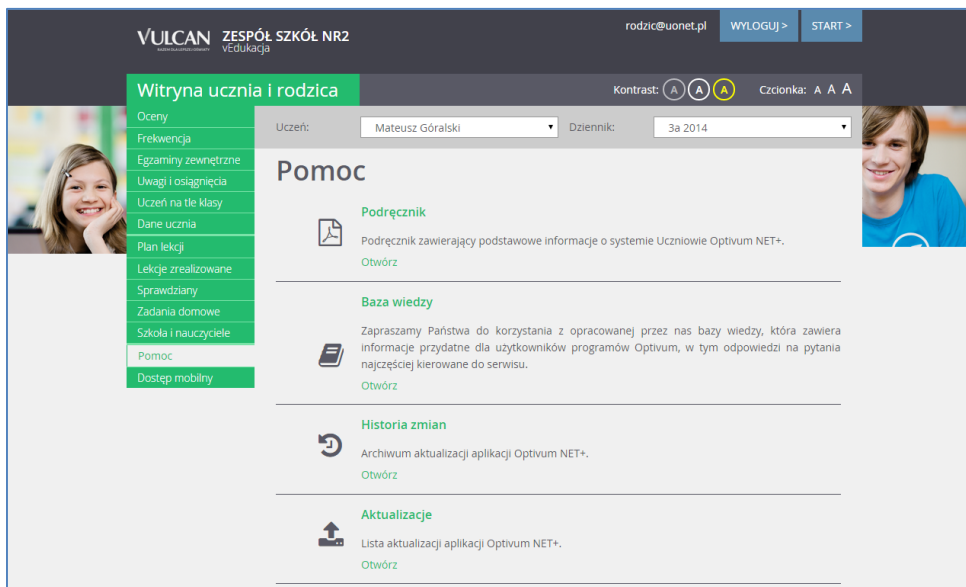 VULCAN ZESPÓŁ SZKÓŁ NR2
vEdukacja
rodzic@uonet.pl WYLOGUJ > START >
Witryna ucznia i rodzica
Kontrast: A A A Czcionka: A A A
Oceny
Frekwencja
Egzaminy zewnętrzne
Uwagi i osiągnięcia
Uczeń na tle klasy
Dane ucznia
Plan lekcji
Lekcje zrealizowane
Sprawdziany
Zadania domowe
Szkoła i nauczyciele
Pomoc
Dostęp mobilny
Uczeń: Mateusz Góralski Dziennik: 3a 2014
Pomoc
Podręcznik
Podręcznik zawierający podstawowe informacje o systemie Uczniowie Optivum NET+.
Otwórz
Baza wiedzy
Zapraszamy Państwa do korzystania z opracowanej przez nas bazy wiedzy, która zawiera
informacje przydatne dla użytkowników programów Optivum, w tym odpowiedzi na pytania
najczęściej kierowane do serwisu.
Otwórz
Historia zmian
Archiwum aktualizacji aplikacji Optivum NET+.
Otwórz
Aktualizacje
Lista aktualizacji aplikacji Optivum NET+.
Otwórz